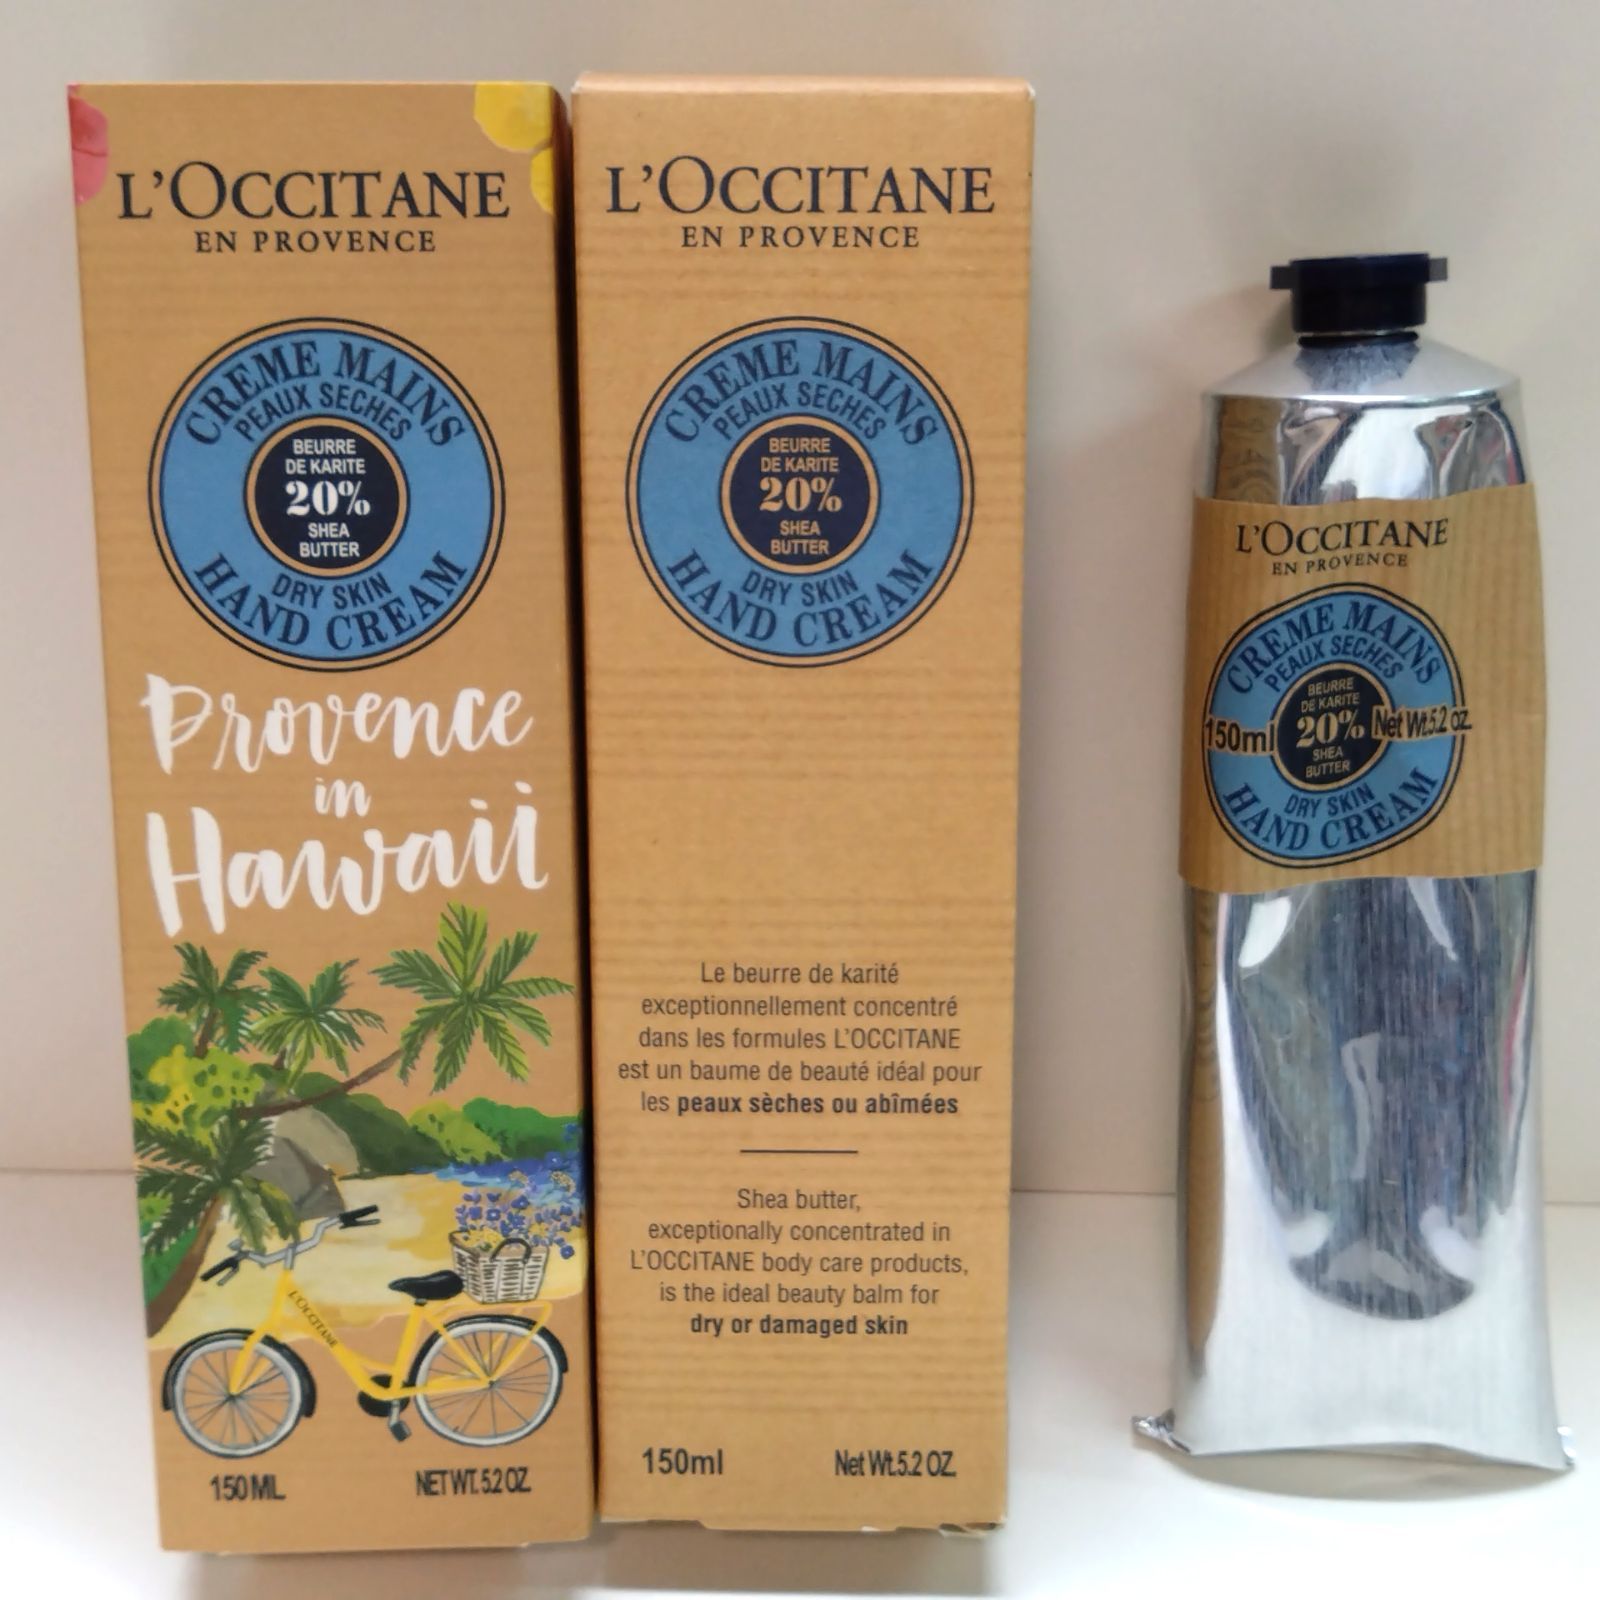 L'OCCITANE
EN PROVENCE
CREME MAINS
PEAUX SECHES
BEURRE
DE KARITE
20%
SHEA
BUTTER
DRY SKIN
HAND CREAM
Provence
in
Hawaii
L'OCCITANE
150 ML NET WT. 5.2 OZ.
L'OCCITANE
EN PROVENCE
CREME MAINS
PEAUX SECHES
BEURRE
DE KARITE
20%
SHEA
BUTTER
DRY SKIN
HAND CREAM
Le beurre de karité
exceptionnellement concentré
dans les formules L'OCCITANE
est un baume de beauté idéal pour
les peaux sèches ou abîmées
Shea butter,
exceptionally concentrated in
L'OCCITANE body care products,
is the ideal beauty balm for
dry or damaged skin
150ml Net Wt.5.2 OZ.
L'OCCITANE
EN PROVENCE
CREME MAINS
PEAUX SECHES
BEURRE
DE KARITE
150ml 20% Net Wt.5.2 oz.
SHEA
BUTTER
DRY SKIN
HAND CREAM